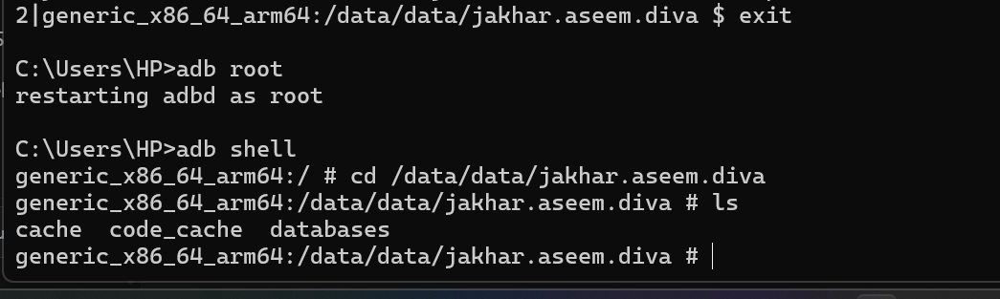 2|generic_x86_64_arm64:/data/data/jakhar.aseem.diva $ exit
C:\Users\HP>adb root
restarting adbd as root
C:\Users\HP>adb shell
generic_x86_64_arm64:/ # cd /data/data/jakhar.aseem.diva
generic_x86_64_arm64:/data/data/jakhar.aseem.diva # ls
cache  code_cache  databases
generic_x86_64_arm64:/data/data/jakhar.aseem.diva #